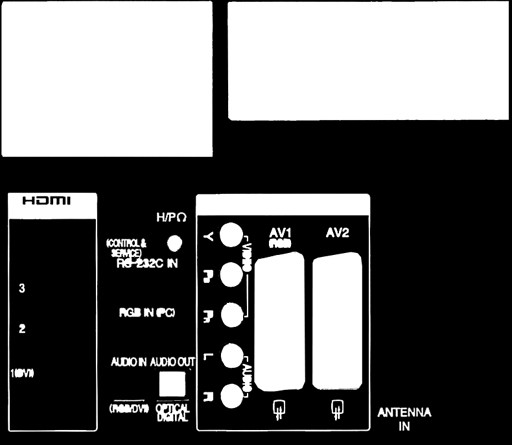 HDMI
3
2
1(DVI)
H/P
(CONTROL &
SERVICE)
RS-232C IN
RGB IN (PC)
AUDIO IN AUDIO OUT
(RGB/DVI)
OPTICAL
DIGITAL
Y
L
R
VIDEO
AUDIO
AV1
(RGB)
AV2
ANTENNA
IN